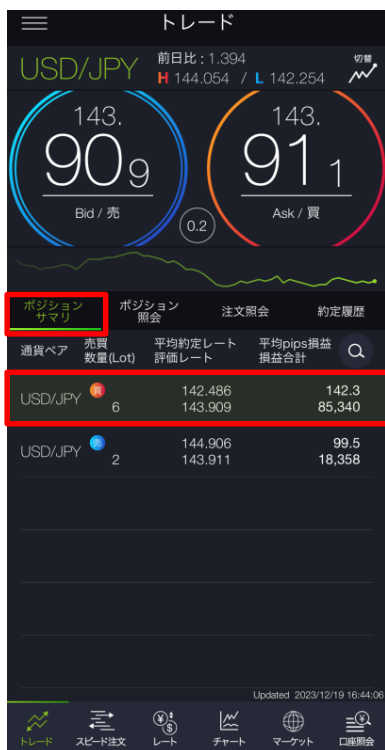 トレード
USD/JPY
前日比 : 1.394
H 144.054 / L 142.254
切替
143.
909
Bid / 売
0.2
143.
911
Ask / 買
ポジション
サマリ
ポジション
照会
注文照会
約定履歴
通貨ペア
売買
数量(Lot)
平均約定レート
評価レート
平均pips損益
損益合計
USD/JPY 買 6
142.486
143.909
142.3
85,340
USD/JPY 売 2
144.906
143.911
99.5
18,358
Updated 2023/12/19 16:44:06
トレード
スピード注文
レート
チャート
マーケット
口座照会